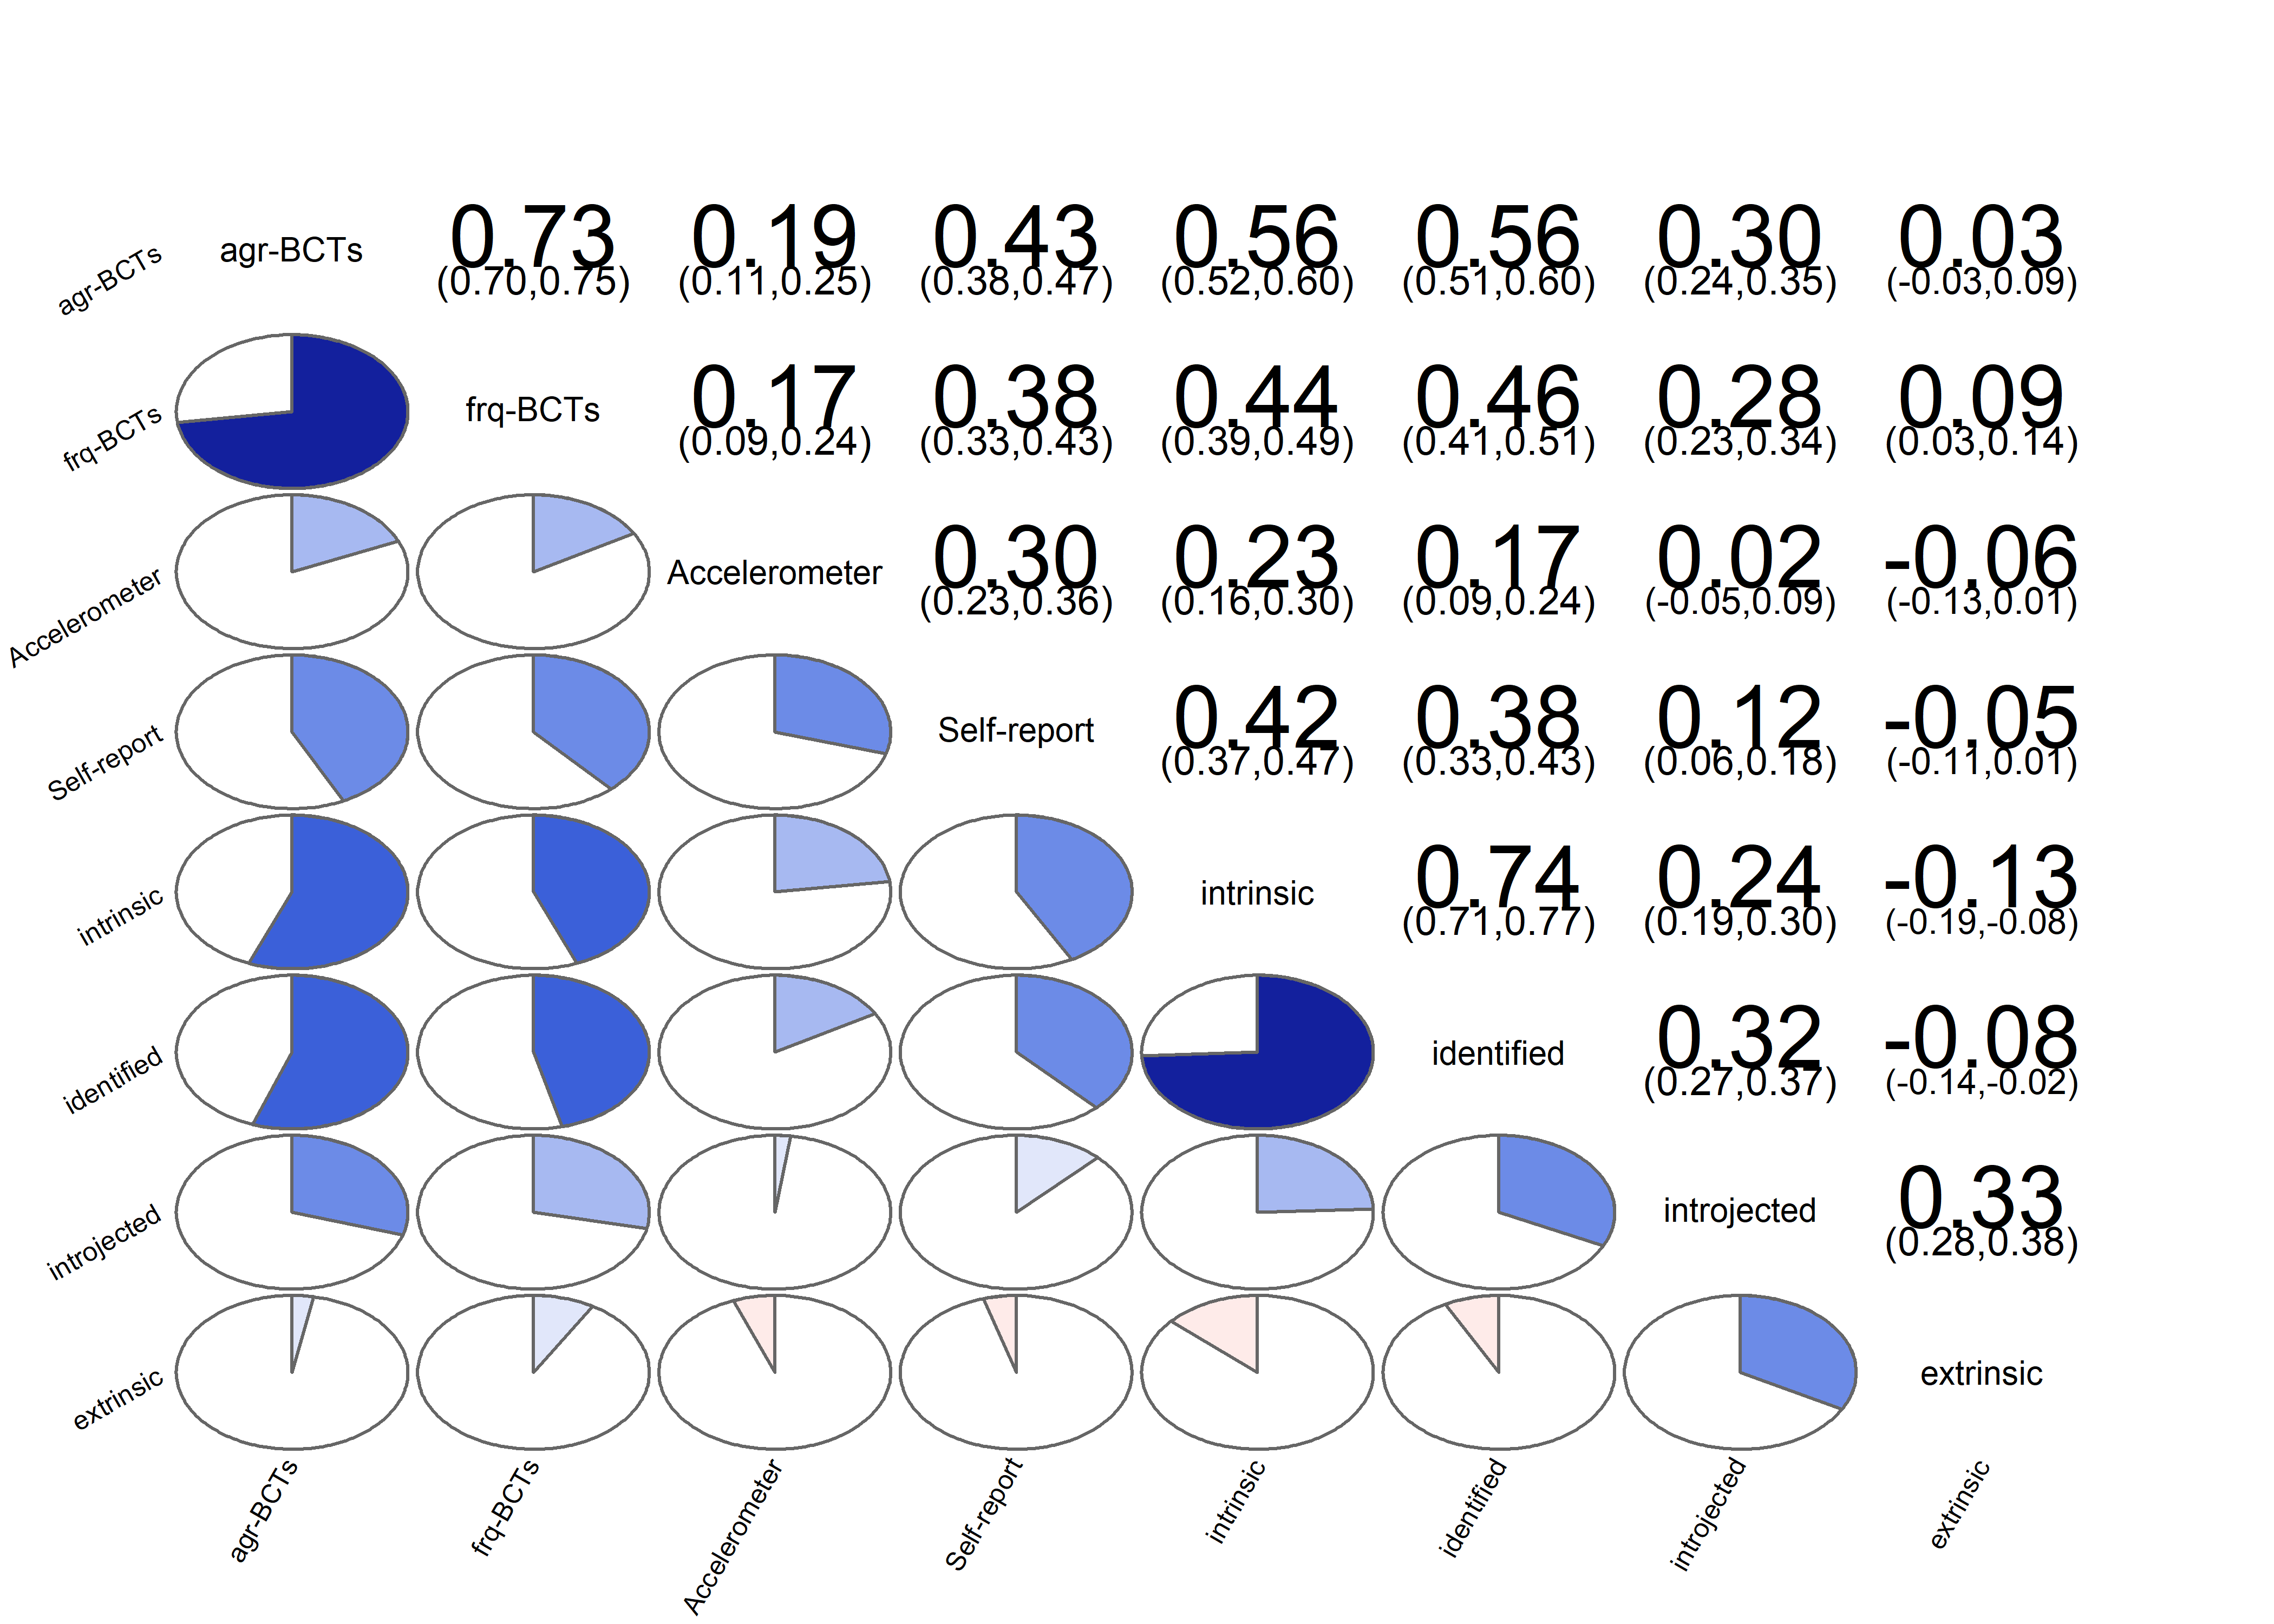 agr-BCTs agr-BCTs 0.73 0.19 0.43 0.56 0.56 0.30 0.03
(0.70,0.75) (0.11,0.25) (0.38,0.47) (0.52,0.60) (0.51,0.60) (0.24,0.35) (-0.03,0.09)
frq-BCTs frq-BCTs 0.17 0.38 0.44 0.46 0.28 0.09
(0.09,0.24) (0.33,0.43) (0.39,0.49) (0.41,0.51) (0.23,0.34) (0.03,0.14)
Accelerometer Accelerometer 0.30 0.23 0.17 0.02 -0.06
(0.23,0.36) (0.16,0.30) (0.09,0.24) (-0.05,0.09) (-0.13,0.01)
Self-report Self-report 0.42 0.38 0.12 -0.05
(0.37,0.47) (0.33,0.43) (0.06,0.18) (-0.11,0.01)
intrinsic intrinsic 0.74 0.24 -0.13
(0.71,0.77) (0.19,0.30) (-0.19,-0.08)
identified identified 0.32 -0.08
(0.27,0.37) (-0.14,-0.02)
introjected introjected 0.33
(0.28,0.38)
extrinsic extrinsic
agr-BCTs frq-BCTs Accelerometer Self-report intrinsic identified introjected extrinsic